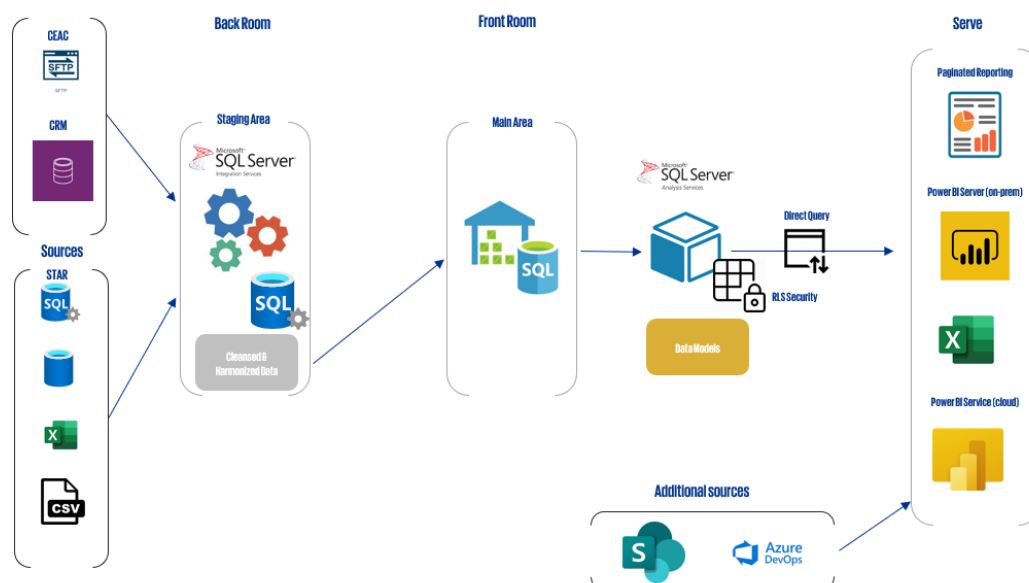 Back Room
Front Room
Serve
CEAC
SFTP
SFTP
CRM
Sources
STAR
SQL
X
CSV
Staging Area
Microsoft
SQL Server
Integration Services
SQL
Cleansed &
Harmonized Data
Main Area
SQL
Microsoft
SQL Server
Analysis Services
Direct Query
RLS Security
Data Models
Additional sources
S
Azure
DevOps
Paginated Reporting
Power BI Server (on-prem)
X
Power BI Service (cloud)